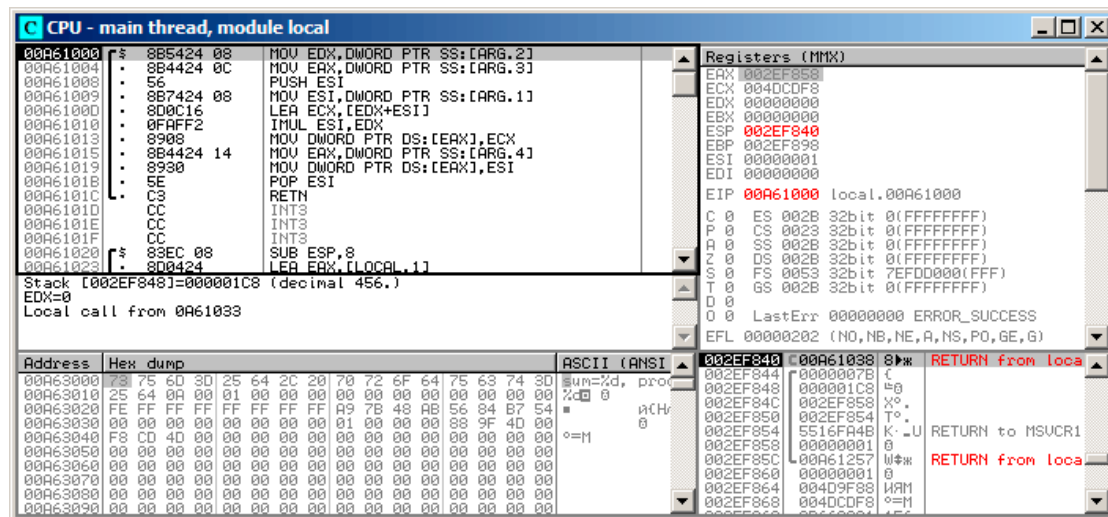 C CPU - main thread, module local
00A61000 $ 8B5424 08 MOV EDX,DWORD PTR SS:[ARG.2]
00A61004 . 8B4424 0C MOV EAX,DWORD PTR SS:[ARG.3]
00A61008 . 56 PUSH ESI
00A61009 . 8B7424 08 MOV ESI,DWORD PTR SS:[ARG.1]
00A6100D . 8D0C16 LEA ECX,[EDX+ESI]
00A61010 . 0FAFF2 IMUL ESI,EDX
00A61013 . 8908 MOV DWORD PTR DS:[EAX],ECX
00A61015 . 8B4424 14 MOV EAX,DWORD PTR SS:[ARG.4]
00A61019 . 8930 MOV DWORD PTR DS:[EAX],ESI
00A6101B . 5E POP ESI
00A6101C . C3 RETN
00A6101D CC INT3
00A6101E CC INT3
00A6101F CC INT3
00A61020 $ 83EC 08 SUB ESP,8
00A61023 . 8D0424 LEA EAX,[LOCAL.1]
Stack [002EF848]=000001C8 (decimal 456.)
EDX=0
Local call from 0A61033
Registers (MMX)
EAX 002EF858
ECX 004DCDF8
EDX 00000000
EBX 00000000
ESP 002EF840
EBP 002EF898
ESI 00000001
EDI 00000000
EIP 00A61000 local.00A61000
C 0 ES 002B 32bit 0(FFFFFFFF)
P 0 CS 0023 32bit 0(FFFFFFFF)
A 0 SS 002B 32bit 0(FFFFFFFF)
Z 0 DS 002B 32bit 0(FFFFFFFF)
S 0 FS 0053 32bit 7EFDD000(FFF)
T 0 GS 002B 32bit 0(FFFFFFFF)
D 0
O 0 LastErr 00000000 ERROR_SUCCESS
EFL 00000202 (NO,NB,NE,A,NS,PO,GE,G)
Address Hex dump ASCII (ANSI
00A63000 73 75 6D 3D 25 64 2C 20 70 72 6F 64 75 63 74 3D sum=%d, proc
00A63010 25 64 0A 00 01 00 00 00 00 00 00 00 00 00 00 00 %d
00A63020 FE FF FF FF FF FF FF FF A9 7B 48 AB 56 84 B7 54
00A63030 00 00 00 00 00 00 00 00 01 00 00 00 88 9F 4D 00
00A63040 F8 CD 4D 00 00 00 00 00 00 00 00 00 00 00 00 00 °=M
00A63050 00 00 00 00 00 00 00 00 00 00 00 00 00 00 00 00
00A63060 00 00 00 00 00 00 00 00 00 00 00 00 00 00 00 00
00A63070 00 00 00 00 00 00 00 00 00 00 00 00 00 00 00 00
00A63080 00 00 00 00 00 00 00 00 00 00 00 00 00 00 00 00
00A63090 00 00 00 00 00 00 00 00 00 00 00 00 00 00 00 00
002EF840 00A61038 8 RETURN from loca
002EF844 0000007B {
002EF848 000001C8
002EF84C 002EF858 X°.
002EF850 002EF854 T°.
002EF854 5516FA4B RETURN to MSVCR1
002EF858 00000001
002EF85C 00A61257 RETURN from loca
002EF860 00000001
002EF864 004D9F88 ИЯМ
002EF868 004DCDF8 °=M